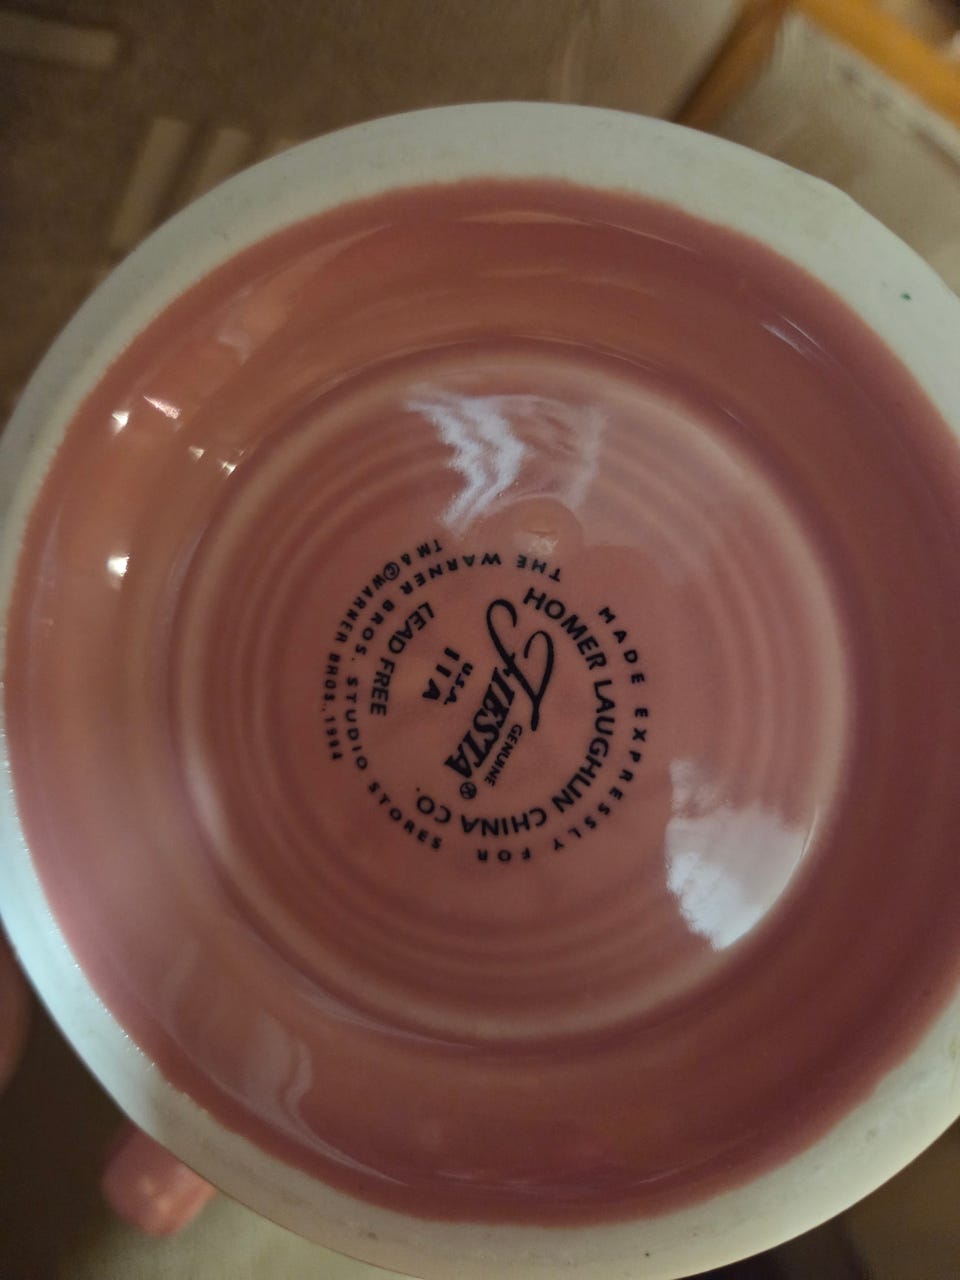 MADE EXPRESSLY FOR
THE WARNER BROS. STUDIO STORES
HOMER LAUGHLIN CHINA CO.
GENUINE
FIESTA®
U.S.A.
11A
LEAD FREE
TM & ©WARNER BROS., 1994